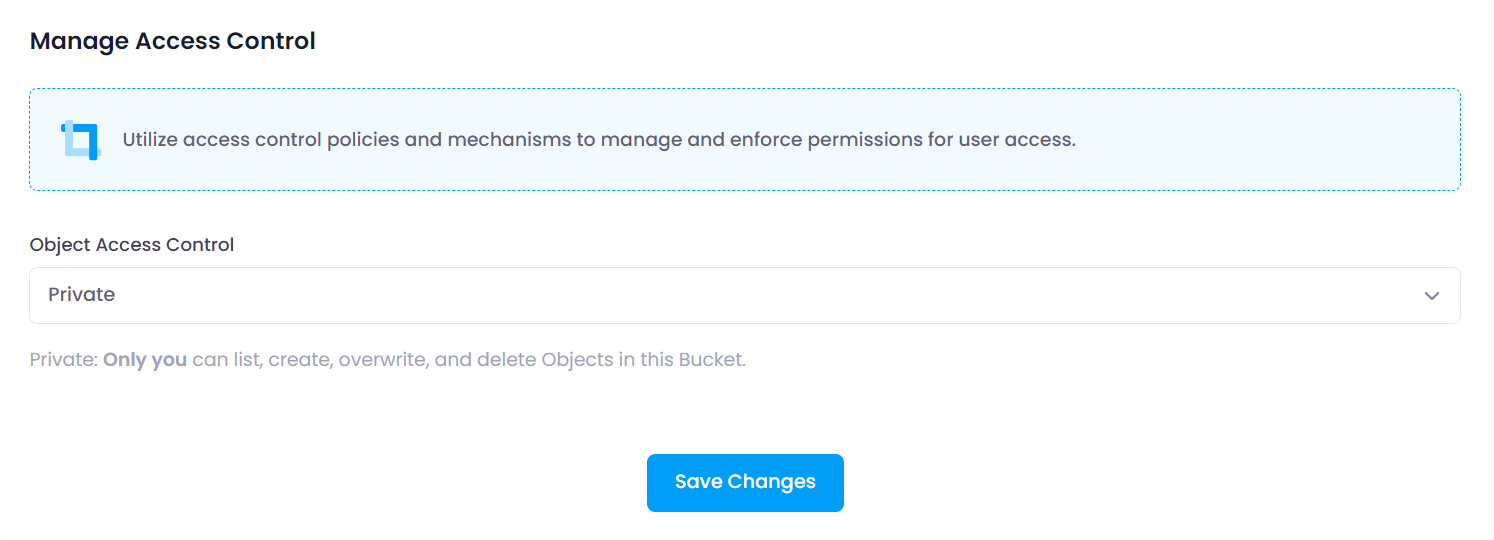 Manage Access Control
Utilize access control policies and mechanisms to manage and enforce permissions for user access.
Object Access Control
Private
Private: Only you can list, create, overwrite, and delete Objects in this Bucket.
Save Changes